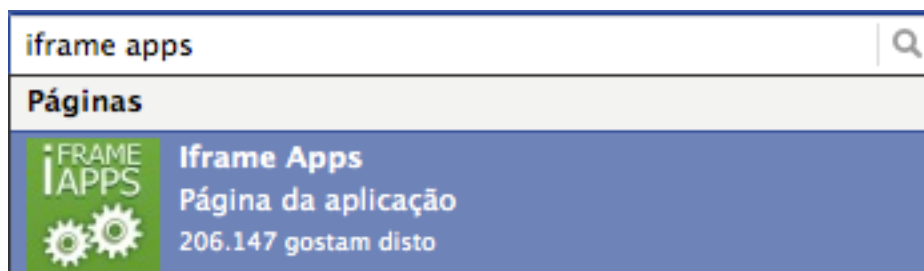 iframe apps
Páginas
iFRAME
APPS
Iframe Apps
Página da aplicação
206.147 gostam disto